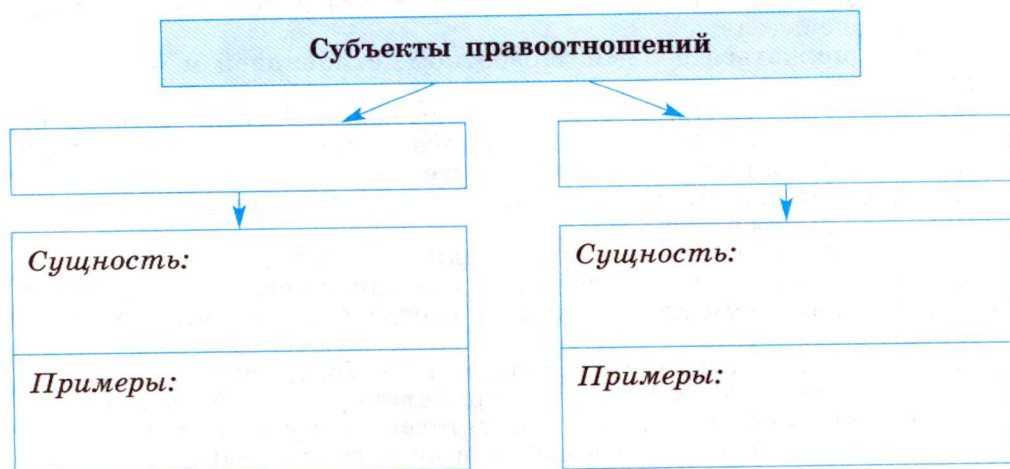 Субъекты правоотношений
Сущность:
Сущность:
Примеры:
Примеры: